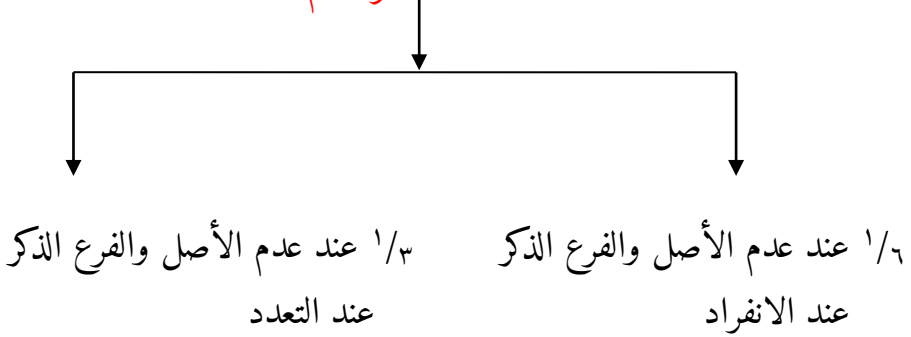 ١/٦ عند عدم الأصل والفرع الذكر
عند الانفراد
١/٣ عند عدم الأصل والفرع الذكر
عند التعدد